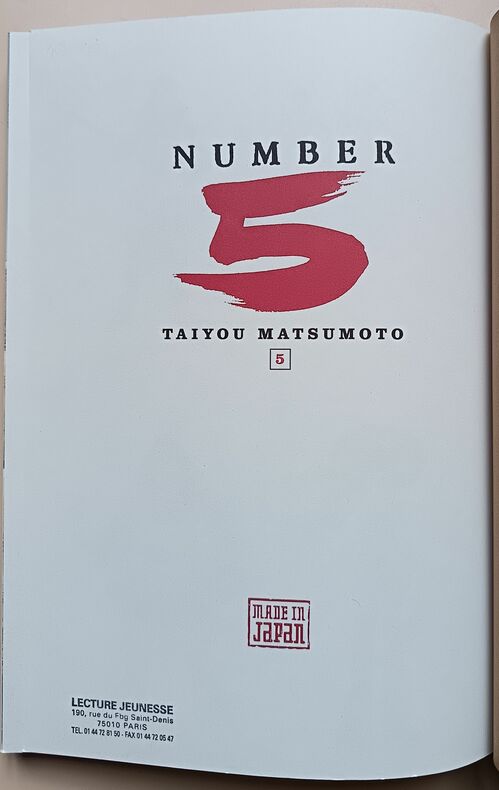 NUMBER
5
TAIYOU MATSUMOTO
5
MADE IN
JAPAN
LECTURE JEUNESSE
190, rue du Fbg Saint-Denis
75010 PARIS
TEL. 01 44 72 81 50 - FAX 01 44 72 05 47